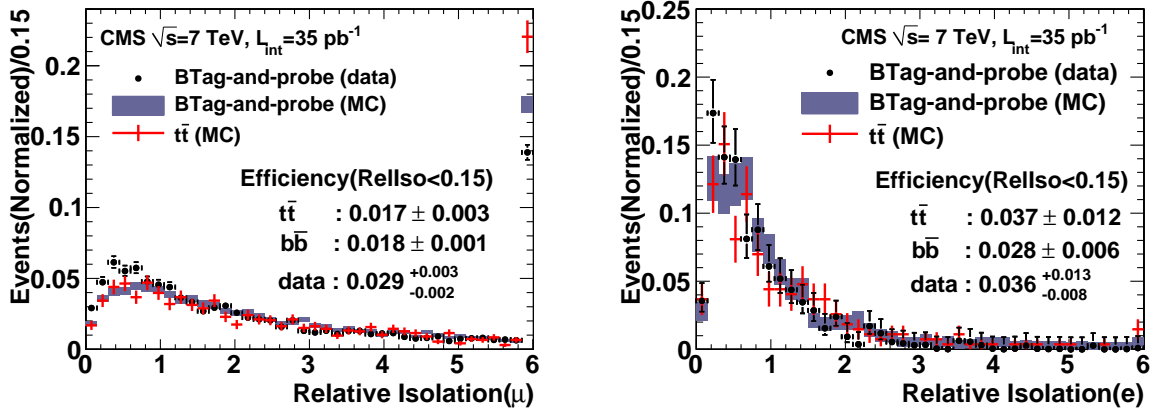 CMS √s=7 TeV, L_int=35 pb⁻¹
BTag-and-probe (data)
BTag-and-probe (MC)
tt̄ (MC)
Efficiency(RelIso<0.15)
tt̄ : 0.017 ± 0.003
bb̄ : 0.018 ± 0.001
data : 0.029 +0.003 -0.002
Events(Normalized)/0.15
0.2
0.15
0.1
0.05
0
0 1 2 3 4 5 6
Relative Isolation(μ)
CMS √s= 7 TeV, L_int=35 pb⁻¹
BTag-and-probe (data)
BTag-and-probe (MC)
tt̄ (MC)
Efficiency(RelIso<0.15)
tt̄ : 0.037 ± 0.012
bb̄ : 0.028 ± 0.006
data : 0.036 +0.013 -0.008
Events(Normalized)/0.15
0.25
0.2
0.15
0.1
0.05
0
0 1 2 3 4 5 6
Relative Isolation(e)